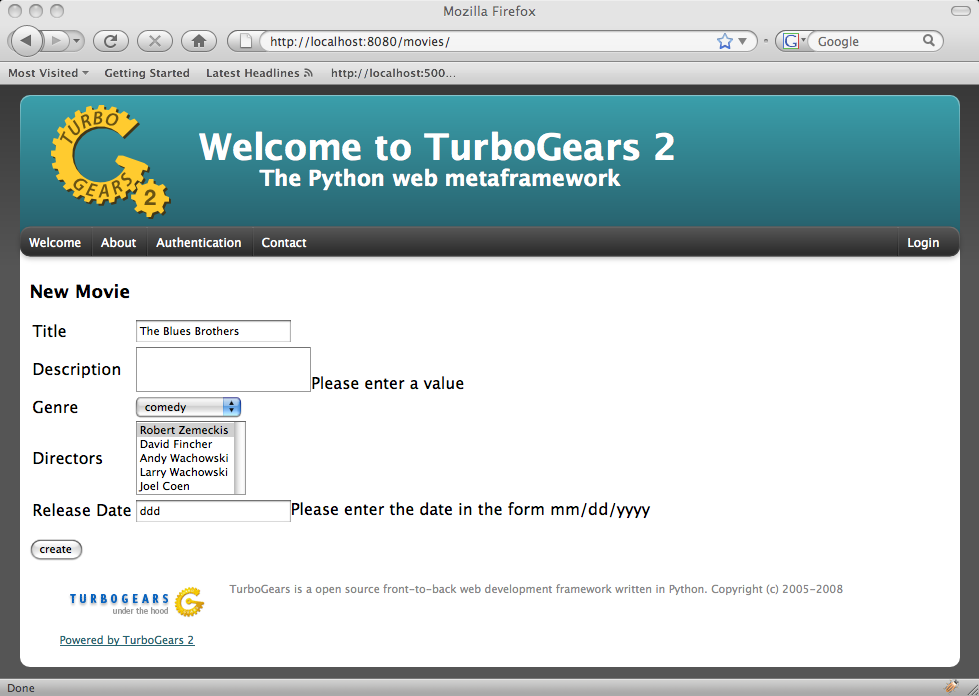 Mozilla Firefox
http://localhost:8080/movies/
G Google
Most Visited Getting Started Latest Headlines http://localhost:500...
TURBO
GEARS
2
Welcome to TurboGears 2
The Python web metaframework
Welcome About Authentication Contact Login
New Movie
Title The Blues Brothers
Description Please enter a value
Genre comedy
Directors Robert Zemeckis
David Fincher
Andy Wachowski
Larry Wachowski
Joel Coen
Release Date ddd Please enter the date in the form mm/dd/yyyy
create
TURBOGEARS
under the hood
TurboGears is a open source front-to-back web development framework written in Python. Copyright (c) 2005-2008
Powered by TurboGears 2
Done